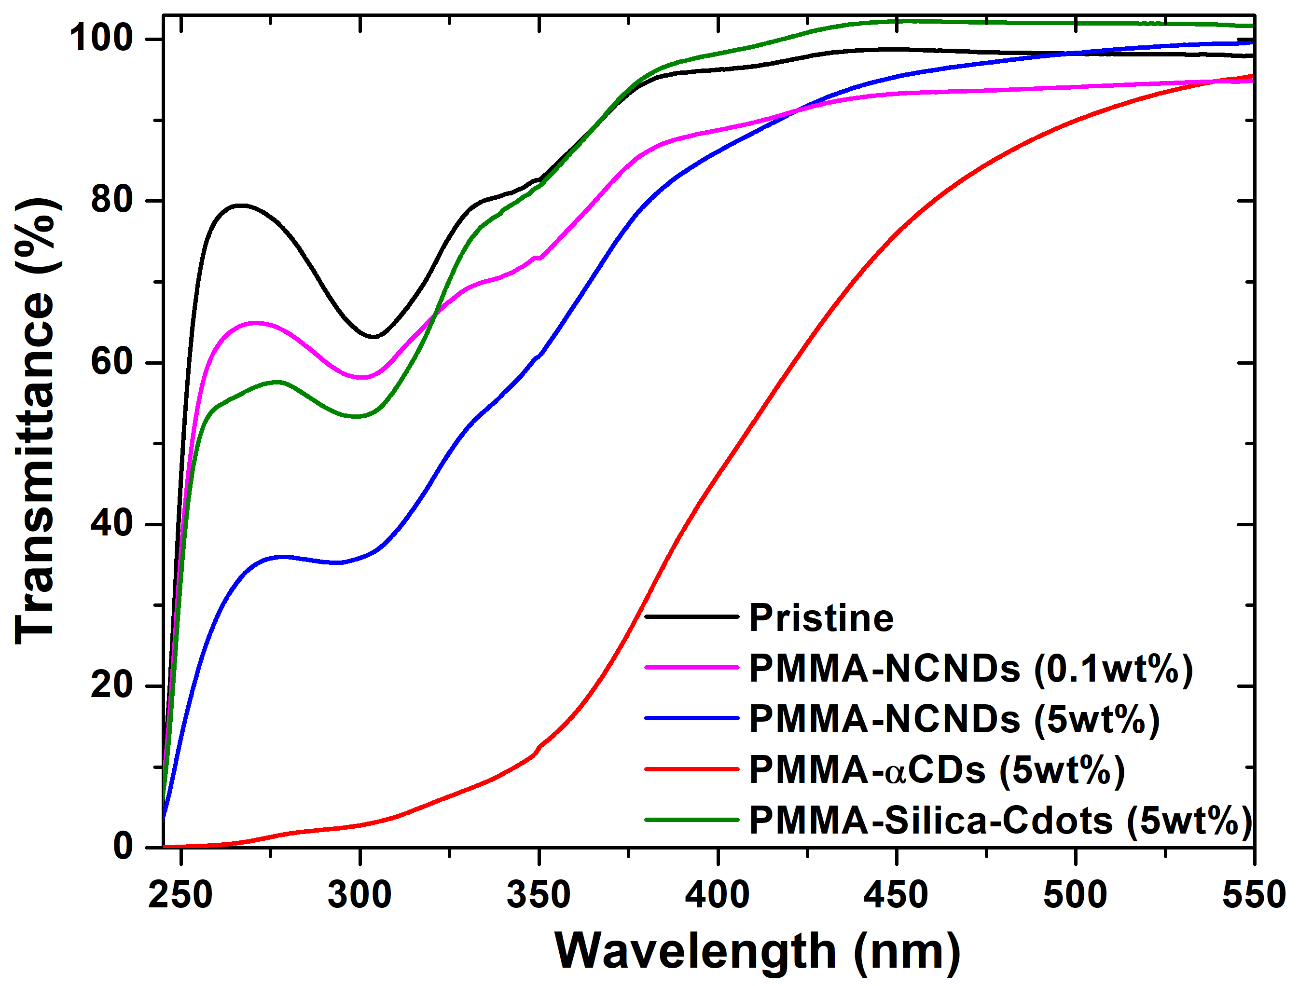 Transmittance (%)
100
80
60
40
20
0
Pristine
PMMA-NCNDs (0.1wt%)
PMMA-NCNDs (5wt%)
PMMA-αCDs (5wt%)
PMMA-Silica-Cdots (5wt%)
250 300 350 400 450 500 550
Wavelength (nm)